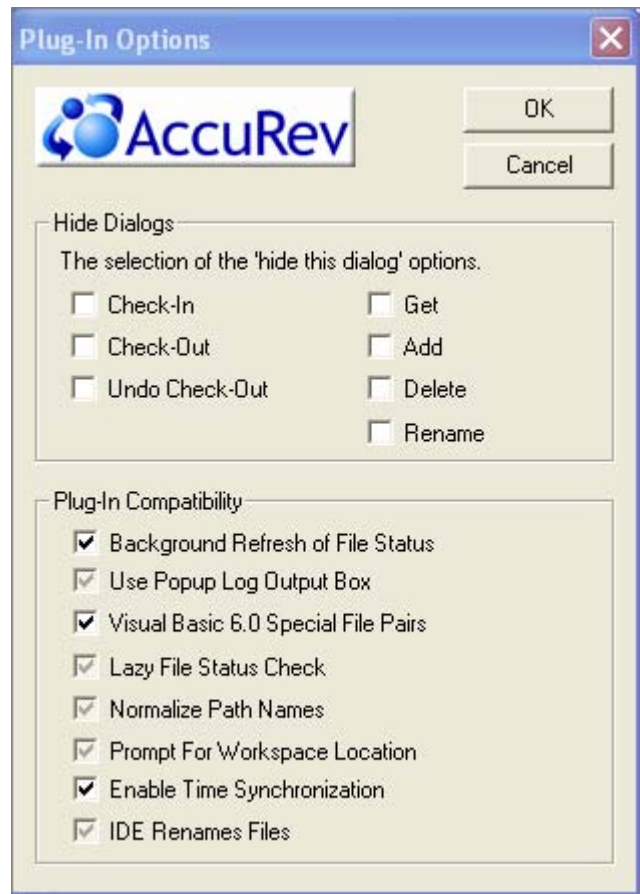 Plug-In Options
AccuRev
OK
Cancel
Hide Dialogs
The selection of the 'hide this dialog' options.
Check-In
Get
Check-Out
Add
Undo Check-Out
Delete
Rename
Plug-In Compatibility
Background Refresh of File Status
Use Popup Log Output Box
Visual Basic 6.0 Special File Pairs
Lazy File Status Check
Normalize Path Names
Prompt For Workspace Location
Enable Time Synchronization
IDE Renames Files